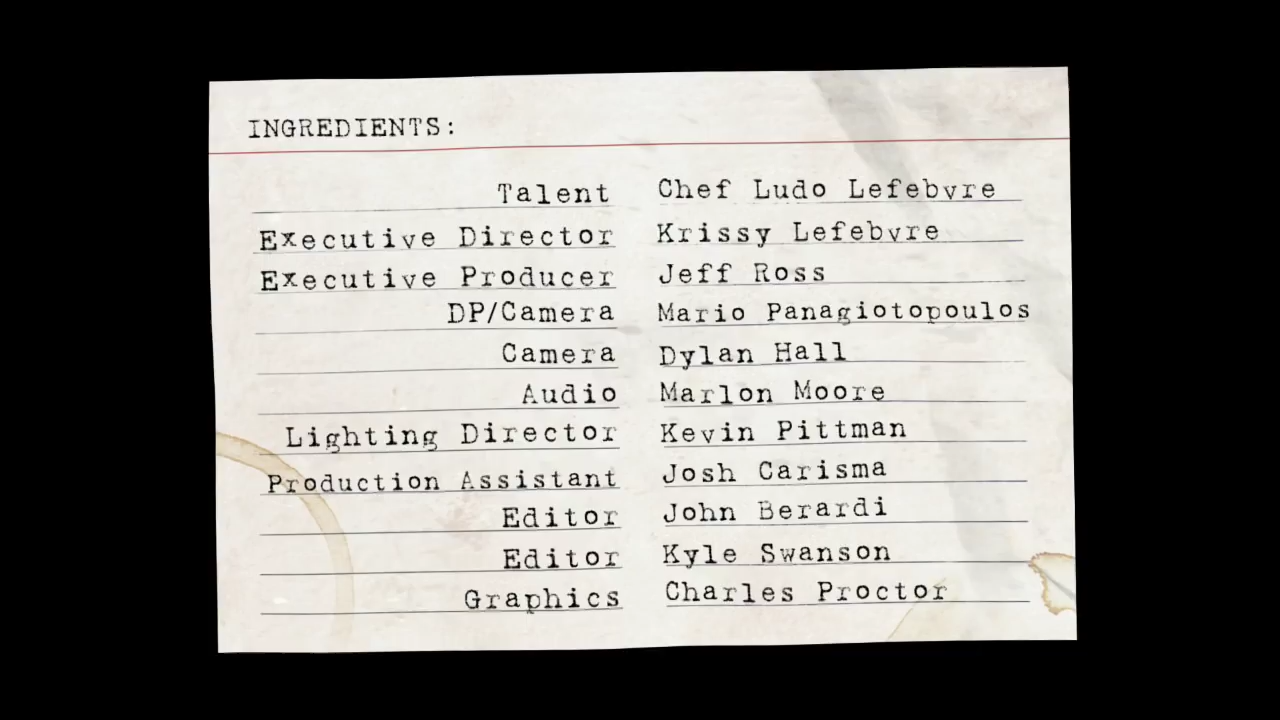 INGREDIENTS:
Talent Chef Ludo Lefebvre
Executive Director Krissy Lefebvre
Executive Producer Jeff Ross
DP/Camera Mario Panagiotopoulos
Camera Dylan Hall
Audio Marlon Moore
Lighting Director Kevin Pittman
Production Assistant Josh Carisma
Editor John Berardi
Editor Kyle Swanson
Graphics Charles Proctor